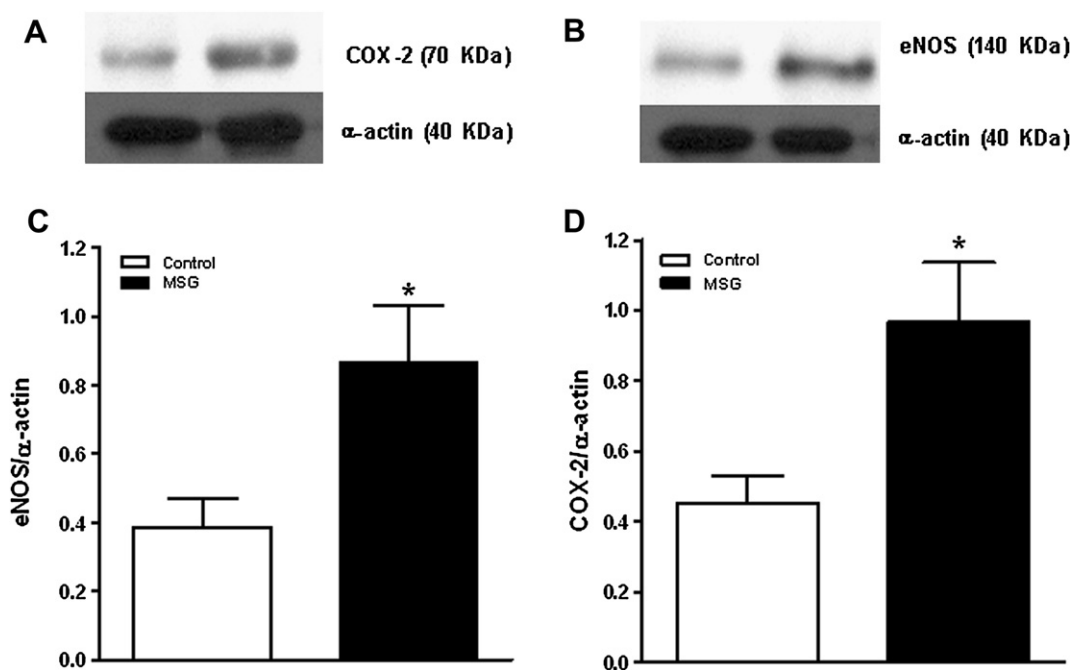 A
COX-2 (70 KDa)
α-actin (40 KDa)
B
eNOS (140 KDa)
α-actin (40 KDa)
C
1.2
1.0
0.8
0.6
0.4
0.2
0.0
eNOS/α-actin
Control
MSG
*
D
1.2
1.0
0.8
0.6
0.4
0.2
0.0
COX-2/α-actin
Control
MSG
*